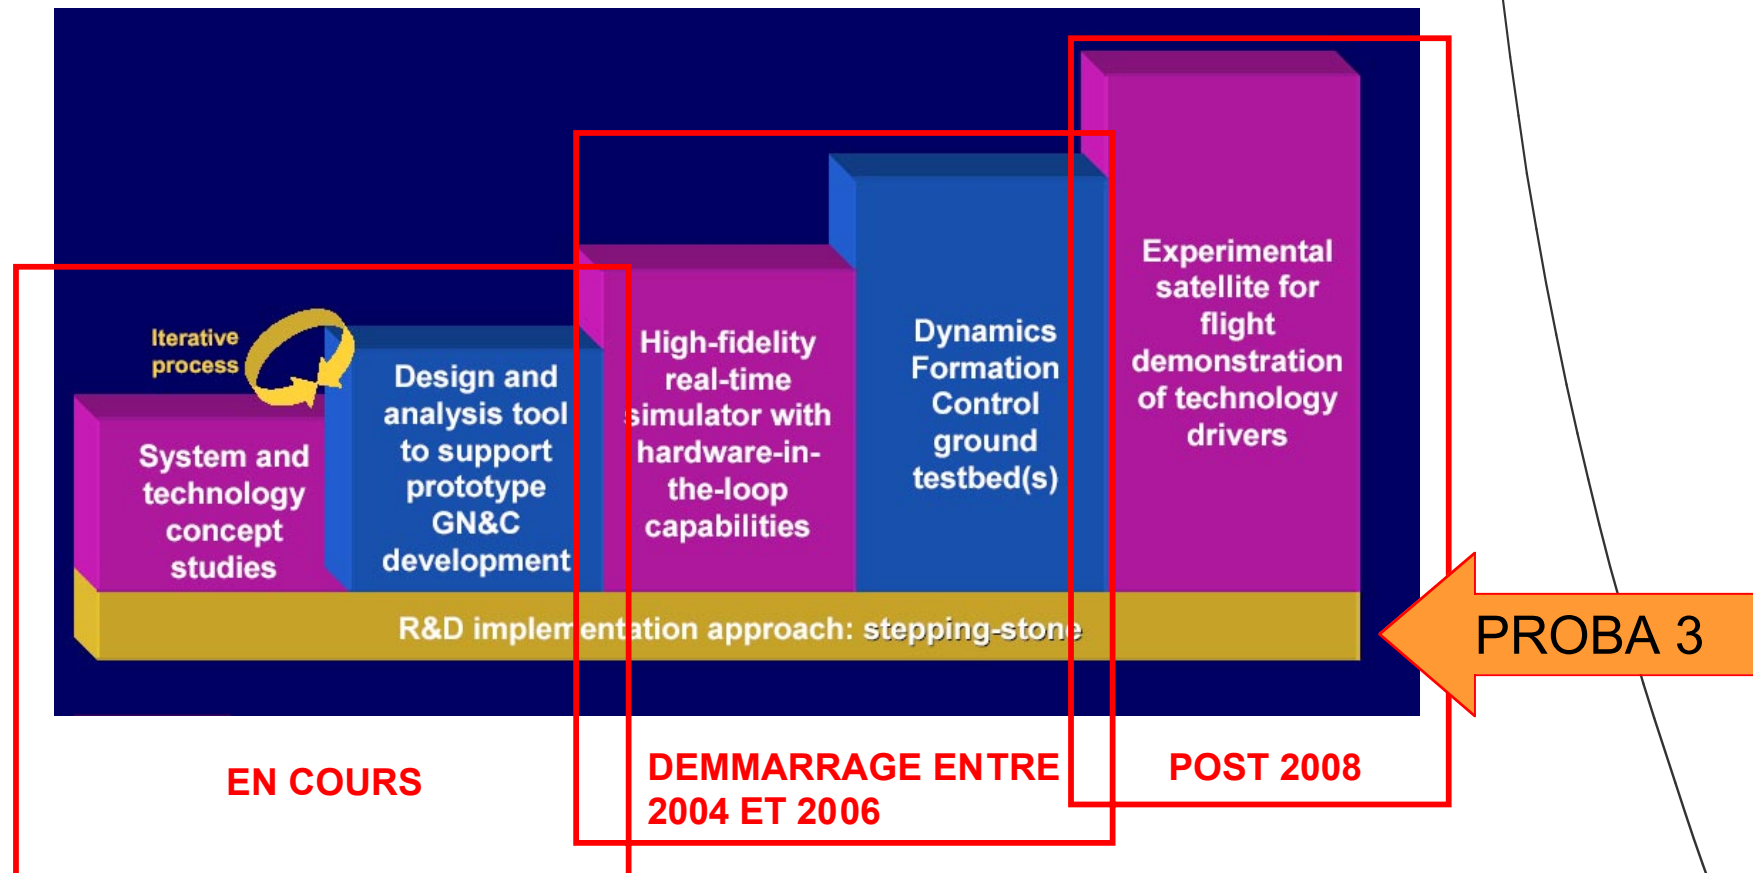 Iterative
process
System and
technology
concept
studies
Design and
analysis tool
to support
prototype
GN&C
development
High-fidelity
real-time
simulator with
hardware-in-
the-loop
capabilities
Dynamics
Formation
Control
ground
testbed(s)
Experimental
satellite for
flight
demonstration
of technology
drivers
R&D implementation approach: stepping-stone
PROBA 3
EN COURS
DEMMARRAGE ENTRE
2004 ET 2006
POST 2008